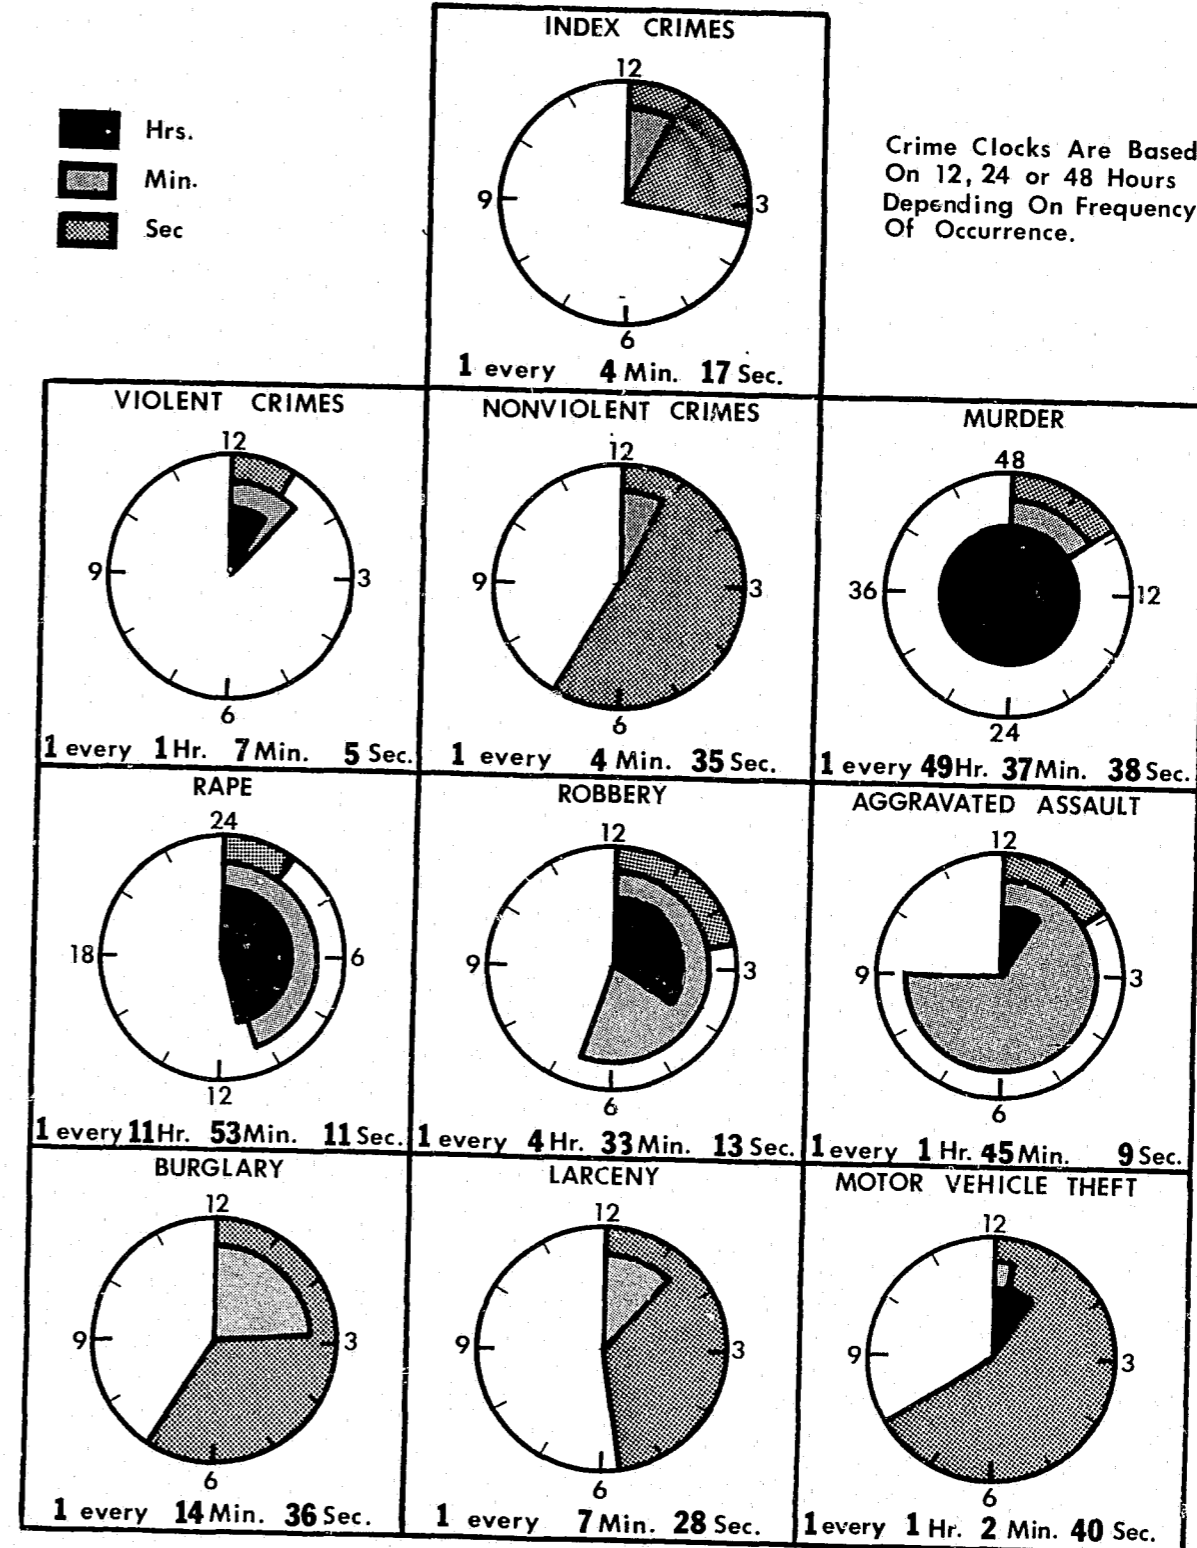 INDEX CRIMES
12
3
6
9
1 every 4 Min. 17 Sec.
Hrs.
Min.
Sec
Crime Clocks Are Based
On 12, 24 or 48 Hours
Depending On Frequency
Of Occurrence.
VIOLENT CRIMES
12
3
6
9
1 every 1 Hr. 7 Min. 5 Sec.
NONVIOLENT CRIMES
12
3
6
9
1 every 4 Min. 35 Sec.
MURDER
48
12
24
36
1 every 49 Hr. 37 Min. 38 Sec.
RAPE
24
6
12
18
1 every 11 Hr. 53 Min. 11 Sec.
ROBBERY
12
3
6
9
1 every 4 Hr. 33 Min. 13 Sec.
AGGRAVATED ASSAULT
12
3
6
9
1 every 1 Hr. 45 Min. 9 Sec.
BURGLARY
12
3
6
9
1 every 14 Min. 36 Sec.
LARCENY
12
3
6
9
1 every 7 Min. 28 Sec.
MOTOR VEHICLE THEFT
12
3
6
9
1 every 1 Hr. 2 Min. 40 Sec.